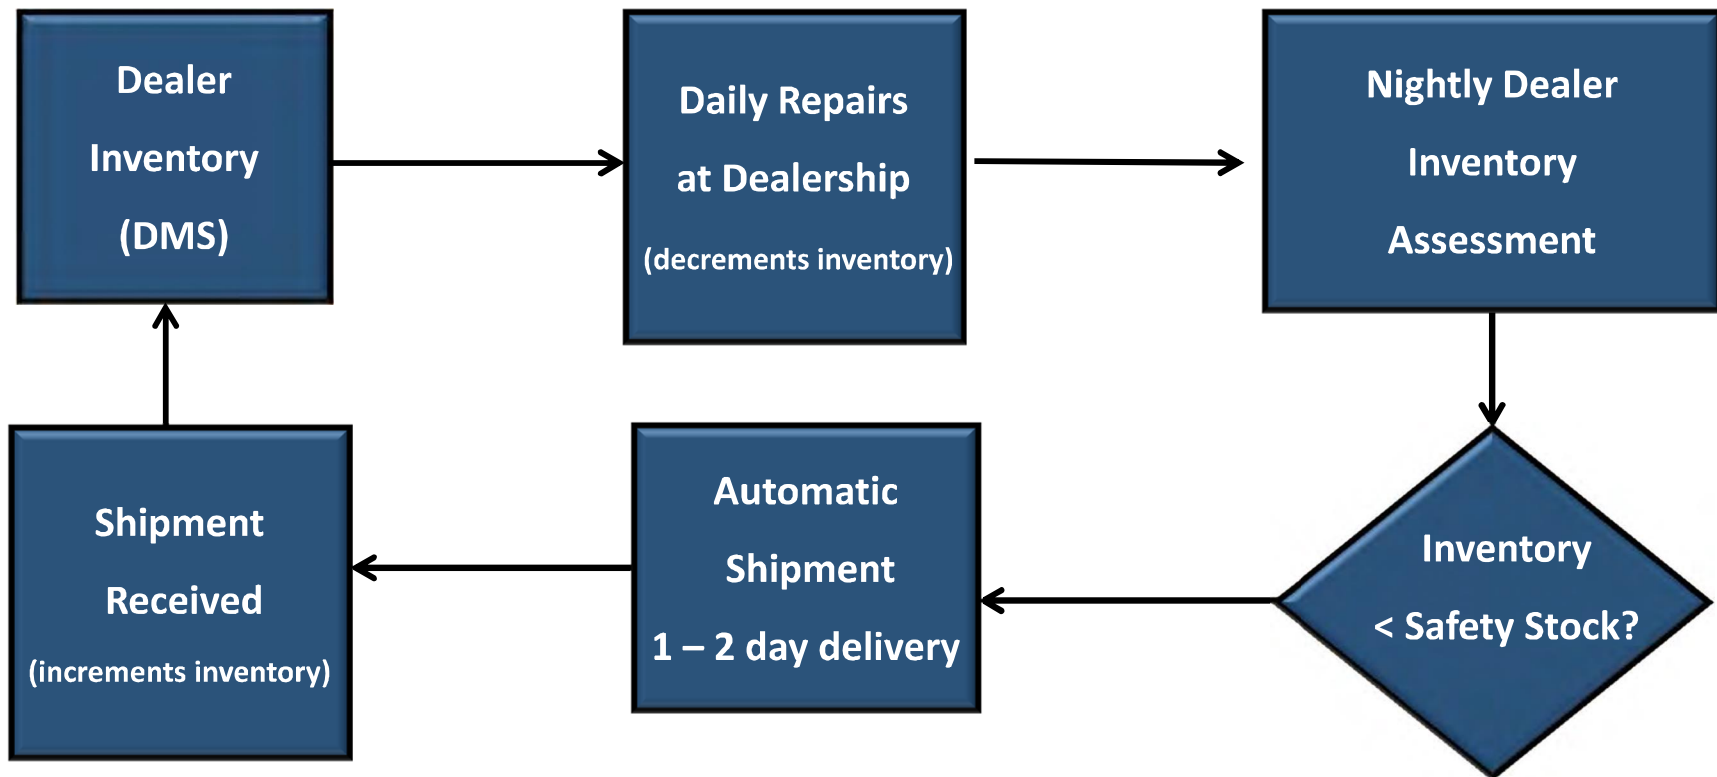 Dealer
Inventory
(DMS)
Daily Repairs
at Dealership
(decrements inventory)
Nightly Dealer
Inventory
Assessment
Inventory
< Safety Stock?
Automatic
Shipment
1 – 2 day delivery
Shipment
Received
(increments inventory)